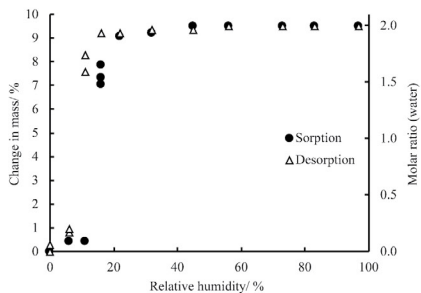 10
9
8
7
6
5
4
3
2
1
0
Change in mass/ %
2.0
1.5
1.0
0.5
0.0
Molar ratio (water)
Sorption
Desorption
0 20 40 60 80 100
Relative humidity/ %